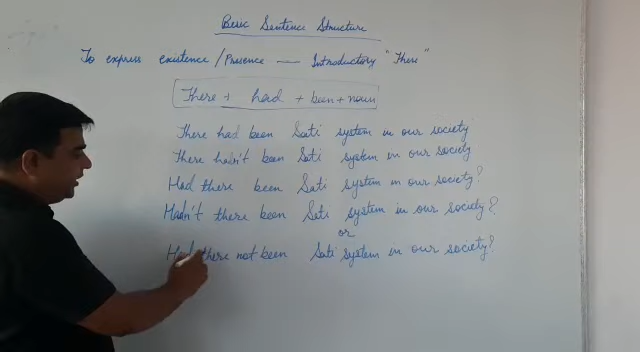 Basic Sentence Structure
To express existence/Presence — Introductory "There"
There + had + been + noun
There had been Sati system in our society
There hadn't been Sati system in our society
Had there been Sati system in our society?
Hadn't there been Sati system in our society?
or
Had there not been Sati system in our society?